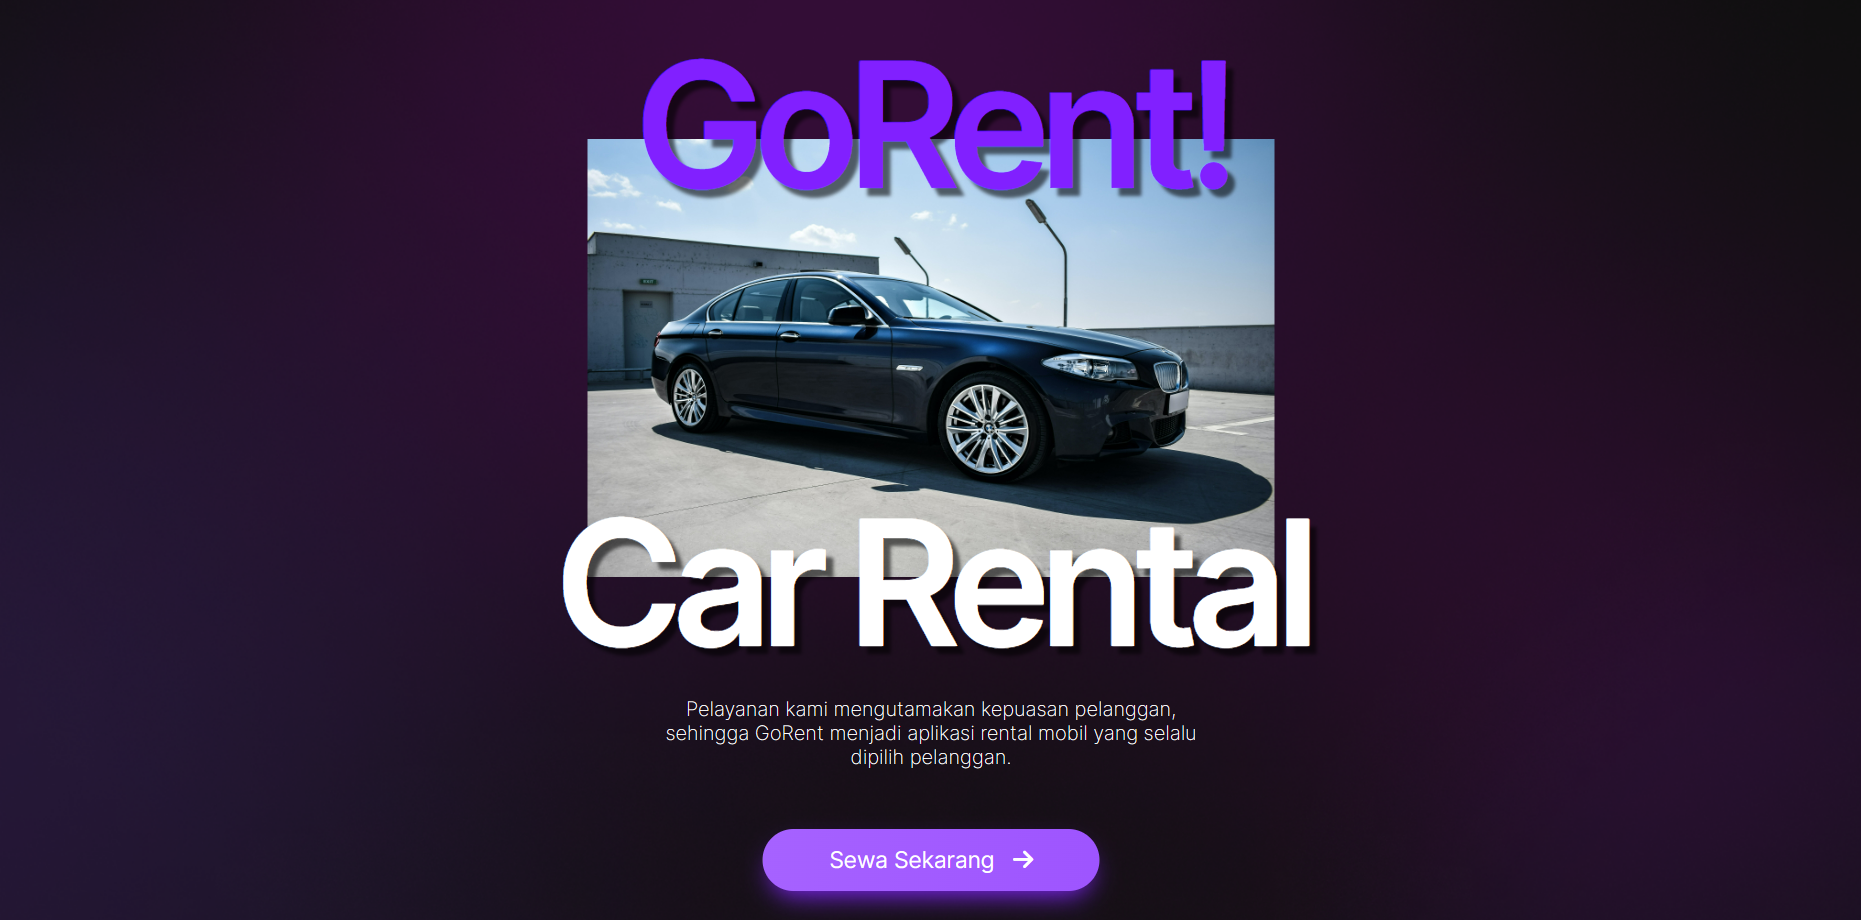 GoRent!
Car Rental
Pelayanan kami mengutamakan kepuasan pelanggan,
sehingga GoRent menjadi aplikasi rental mobil yang selalu
dipilih pelanggan.
Sewa Sekarang →